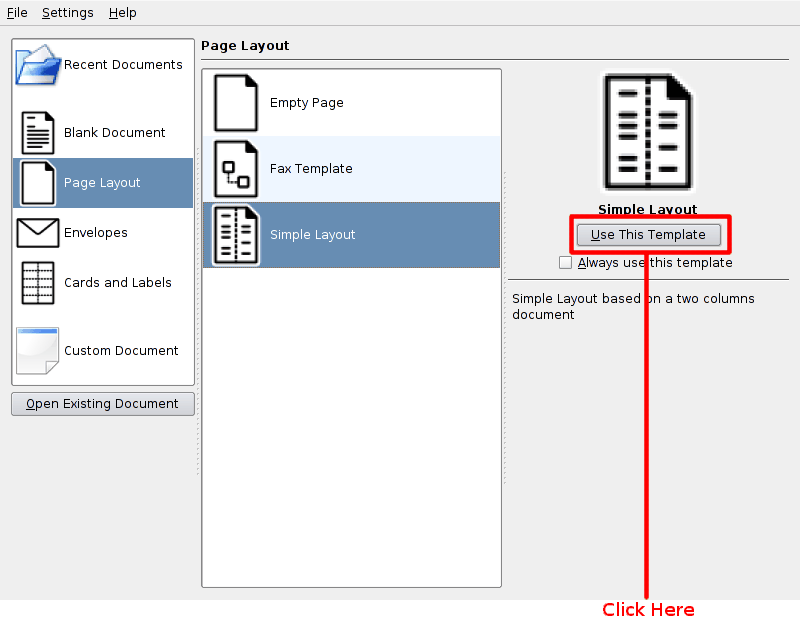 File Settings Help
Recent Documents
Blank Document
Page Layout
Envelopes
Cards and Labels
Custom Document
Open Existing Document
Page Layout
Empty Page
Fax Template
Simple Layout
Simple Layout
Use This Template
Always use this template
Simple Layout based on a two columns
document
Click Here